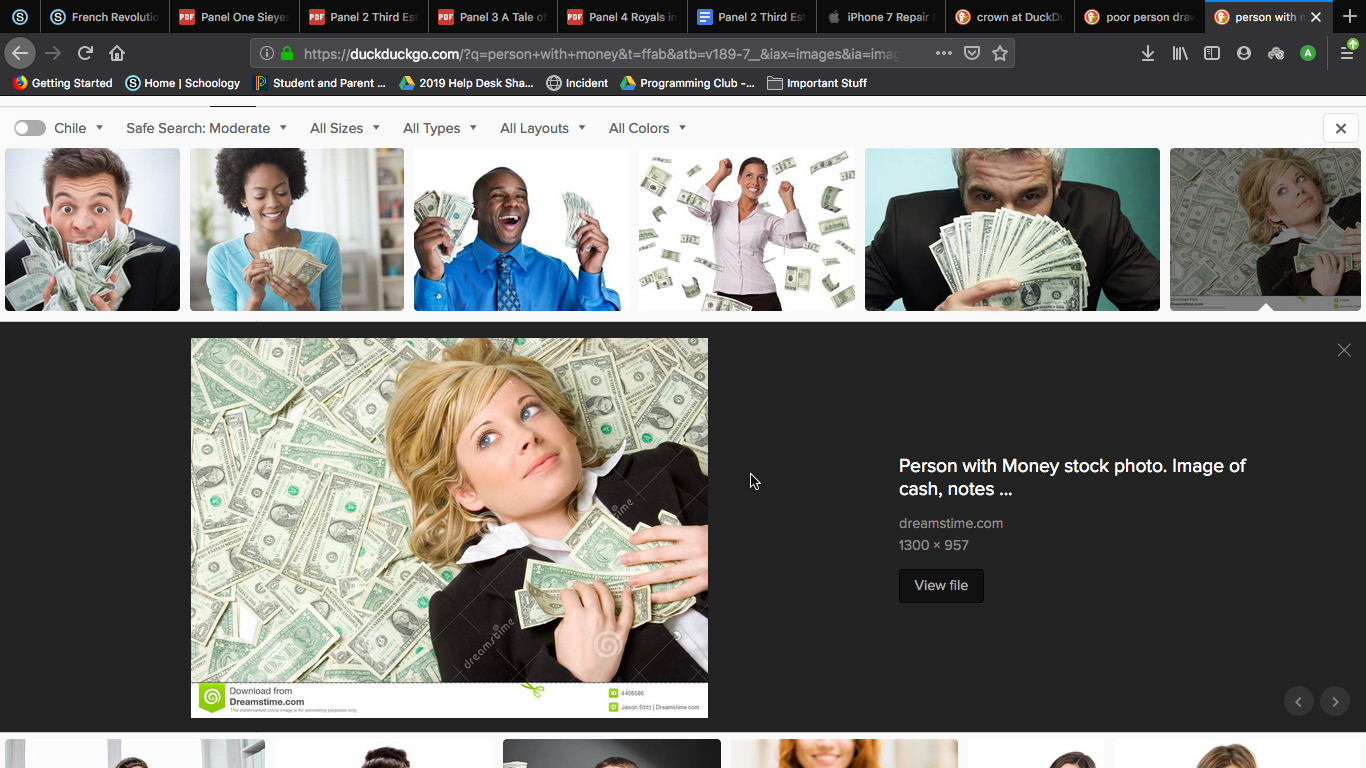 French Revolutio
Panel One Sieyes
Panel 2 Third Est
Panel 3 A Tale of
Panel 4 Royals in
Panel 2 Third Est
iPhone 7 Repair
crown at DuckDu
poor person draw
person with m
https://duckduckgo.com/?q=person+with+money&t=ffab&atb=v189-7__&iax=images&ia=imag
Getting Started
Home | Schoology
Student and Parent ...
2019 Help Desk Sha...
Incident
Programming Club -...
Important Stuff
Chile
Safe Search: Moderate
All Sizes
All Types
All Layouts
All Colors
Person with Money stock photo. Image of
cash, notes ...
dreamstime.com
1300 × 957
View file
ONE
dreamstime
dreamstime
Download from
Dreamstime.com
This watermarked comp image is for previewing purposes only.
4406586
Jason Stitt | Dreamstime.com